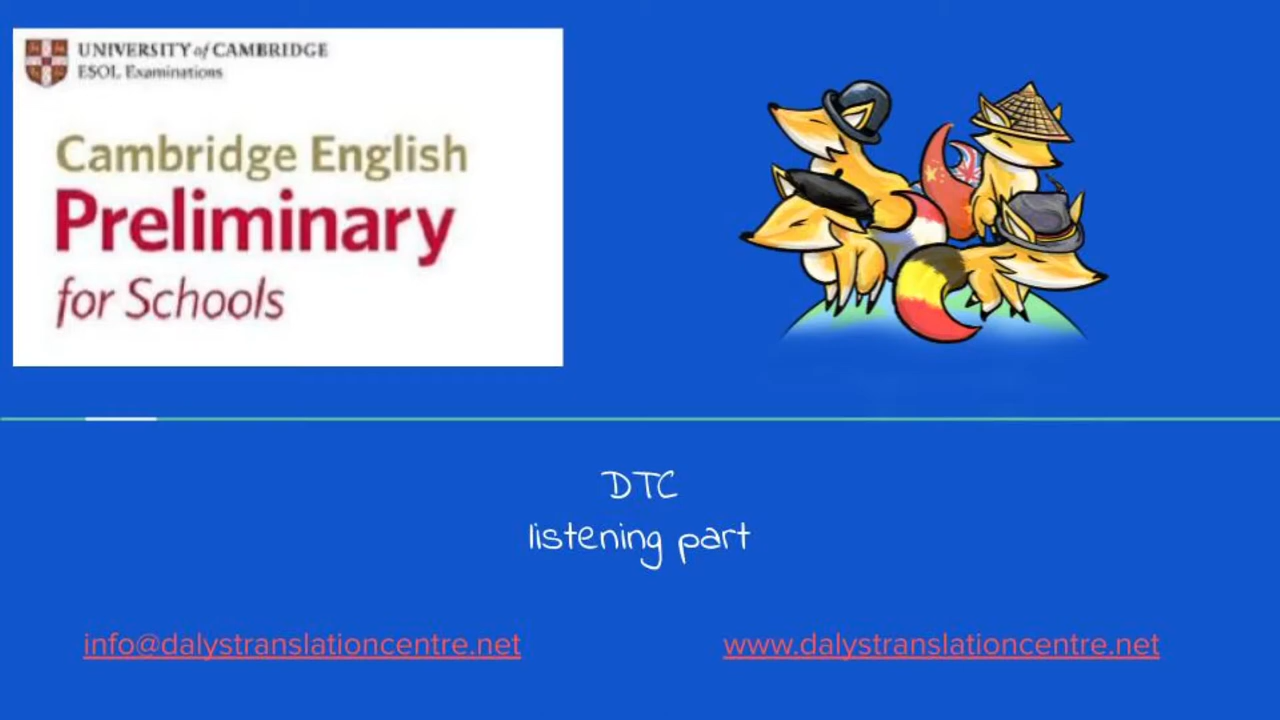 UNIVERSITY of CAMBRIDGE
ESOL Examinations
Cambridge English
Preliminary
for Schools
DTC
listening part
info@dalystranslationcentre.net
www.dalystranslationcentre.net